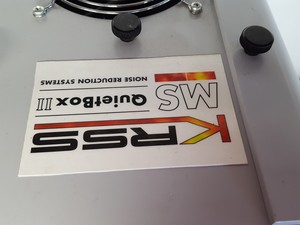 KRSS
MS
QuietBox II
NOISE REDUCTION SYSTEMS